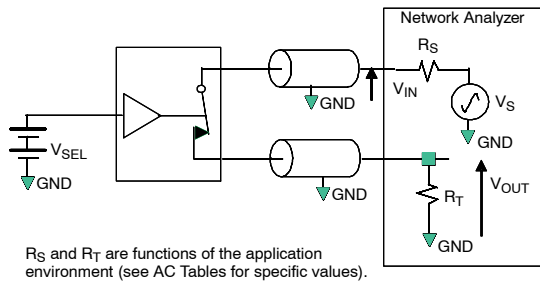 Network Analyzer
RS
GND
VIN
VS
GND
VSEL
GND
GND
RT
VOUT
GND
RS and RT are functions of the application
environment (see AC Tables for specific values).